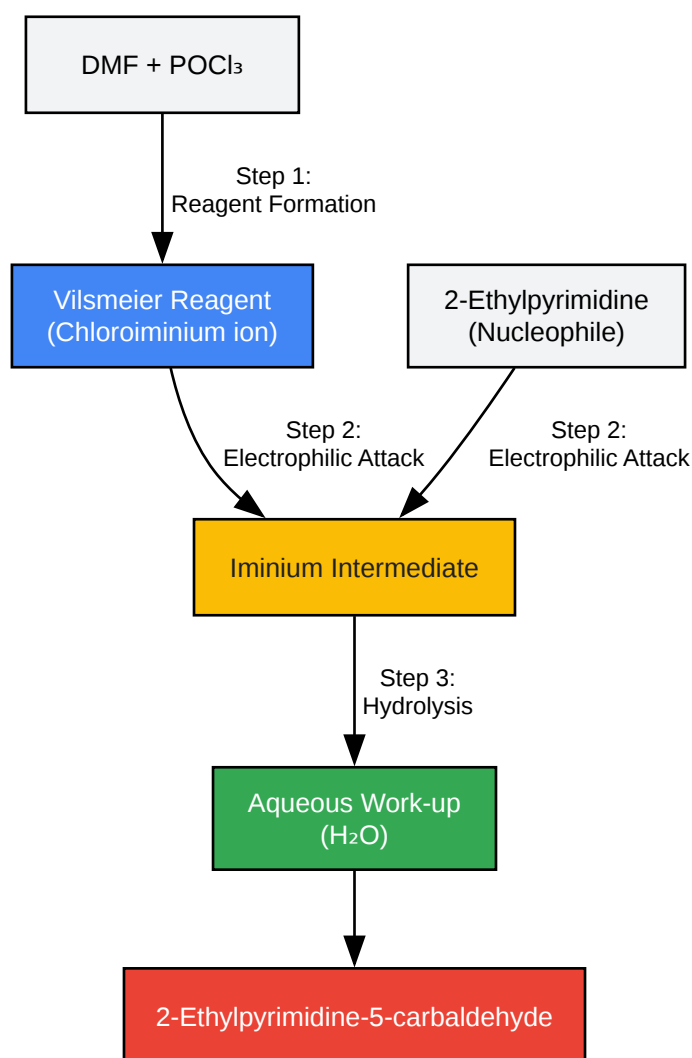 DMF + POCl₃
Step 1:
Reagent Formation
Vilsmeier Reagent
(Chloroiminium ion)
2-Ethylpyrimidine
(Nucleophile)
Step 2:
Electrophilic Attack
Step 2:
Electrophilic Attack
Iminium Intermediate
Step 3:
Hydrolysis
Aqueous Work-up
(H₂O)
2-Ethylpyrimidine-5-carbaldehyde